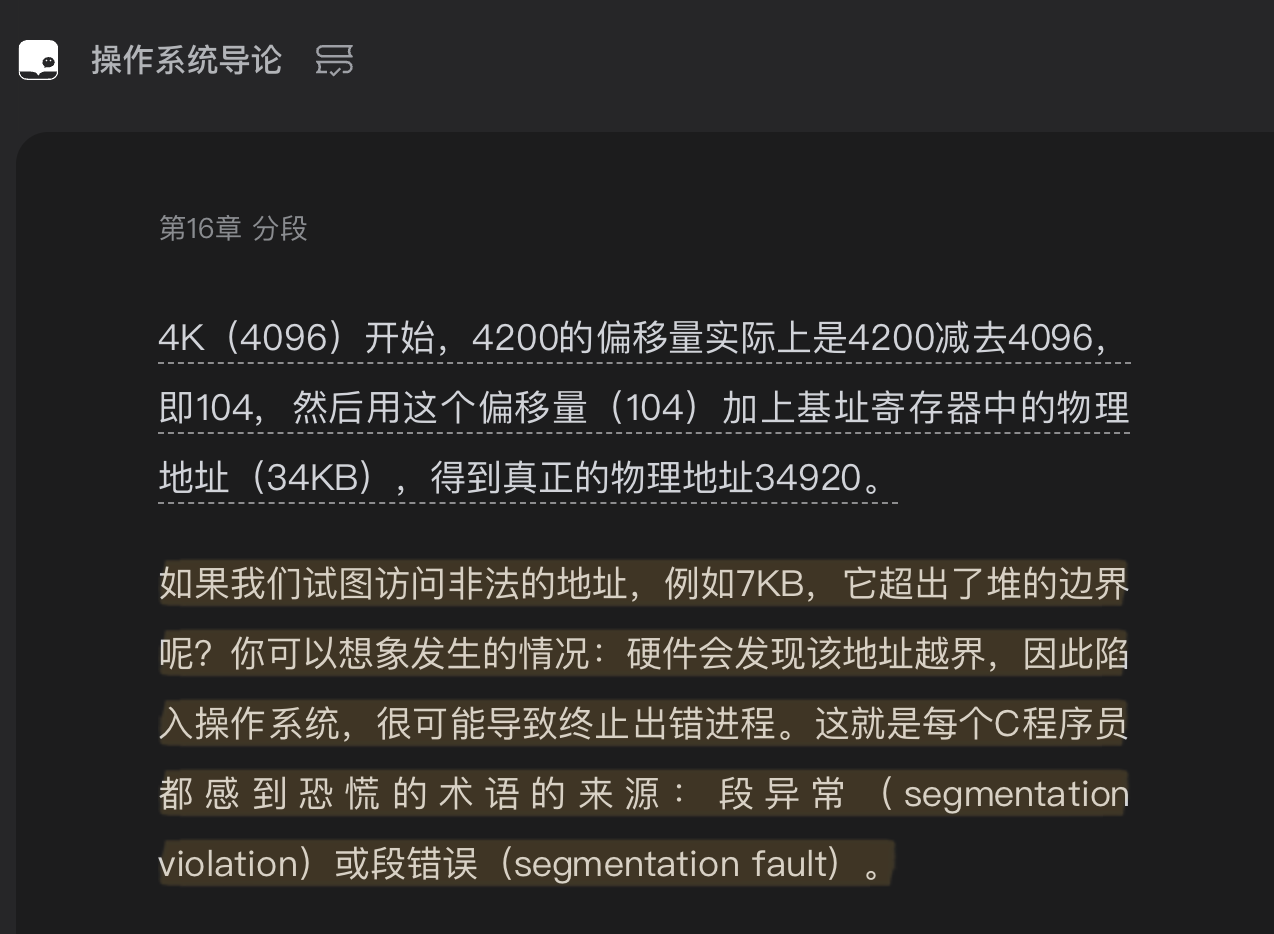 操作系统导论
第16章 分段
4K（4096）开始，4200的偏移量实际上是4200减去4096，
即104，然后用这个偏移量（104）加上基址寄存器中的物理
地址（34KB），得到真正的物理地址34920。
如果我们试图访问非法的地址，例如7KB，它超出了堆的边界
呢？你可以想象发生的情况：硬件会发现该地址越界，因此陷
入操作系统，很可能导致终止出错进程。这就是每个C程序员
都感到恐慌的术语的来源：段异常（segmentation
violation）或段错误（segmentation fault）。